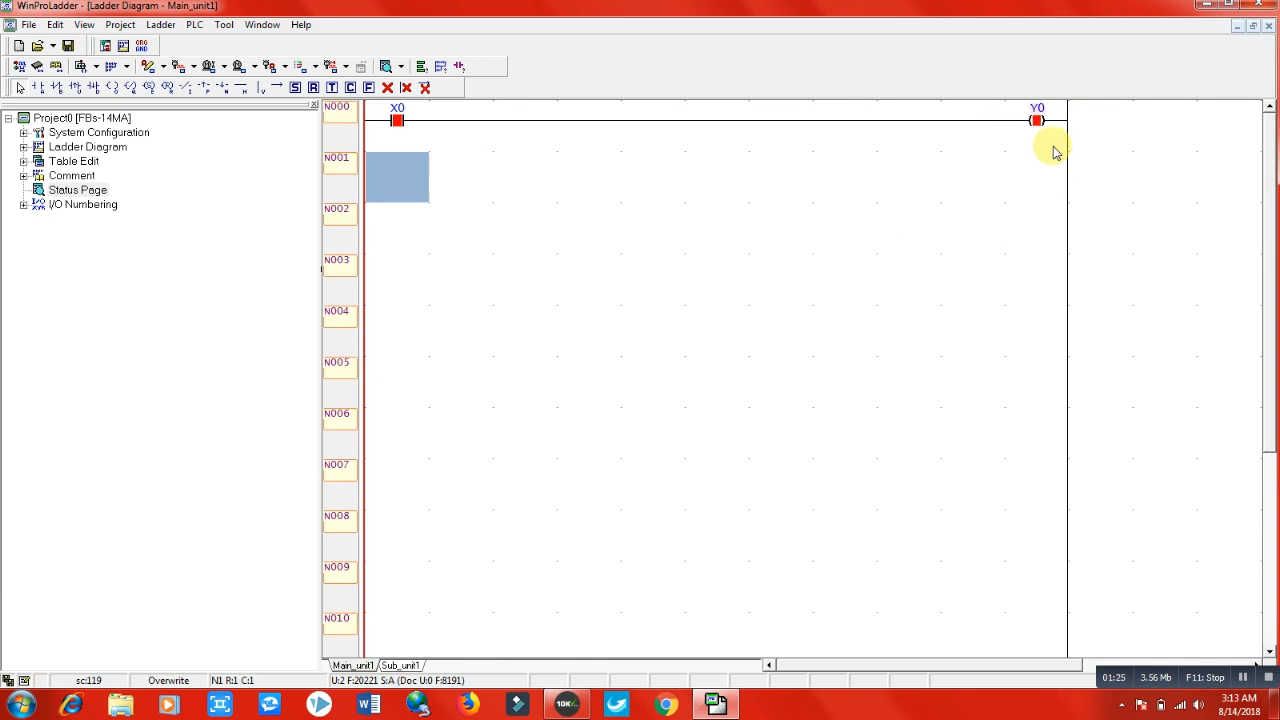 WinProLadder - [Ladder Diagram - Main_unit1]
File Edit View Project Ladder PLC Tool Window Help
ORG
GND
S R T C F
Project0 [FBs-14MA]
System Configuration
Ladder Diagram
Table Edit
Comment
Status Page
I/O Numbering
N000
X0
Y0
N001
N002
N003
N004
N005
N006
N007
N008
N009
N010
Main_unit1 Sub_unit1
sc:119 Overwrite N1 R:1 C:1 U:2 F:20221 S:A (Doc U:0 F:8191)
01:25 3.56 Mb F11: Stop
10K
3:13 AM
8/14/2018